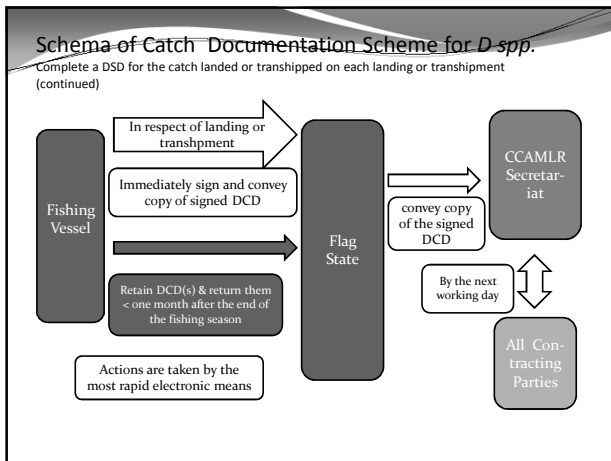 Schema of Catch Documentation Scheme for D spp.
Complete a DSD for the catch landed or transhipped on each landing or transhipment
(continued)
In respect of landing or
transhpment
Immediately sign and convey
copy of signed DCD
Fishing
Vessel
Retain DCD(s) & return them
< one month after the end of
the fishing season
Actions are taken by the
most rapid electronic means
Flag
State
convey copy
of the signed
DCD
CCAMLR
Secretar-
iat
By the next
working day
All Con-
tracting
Parties